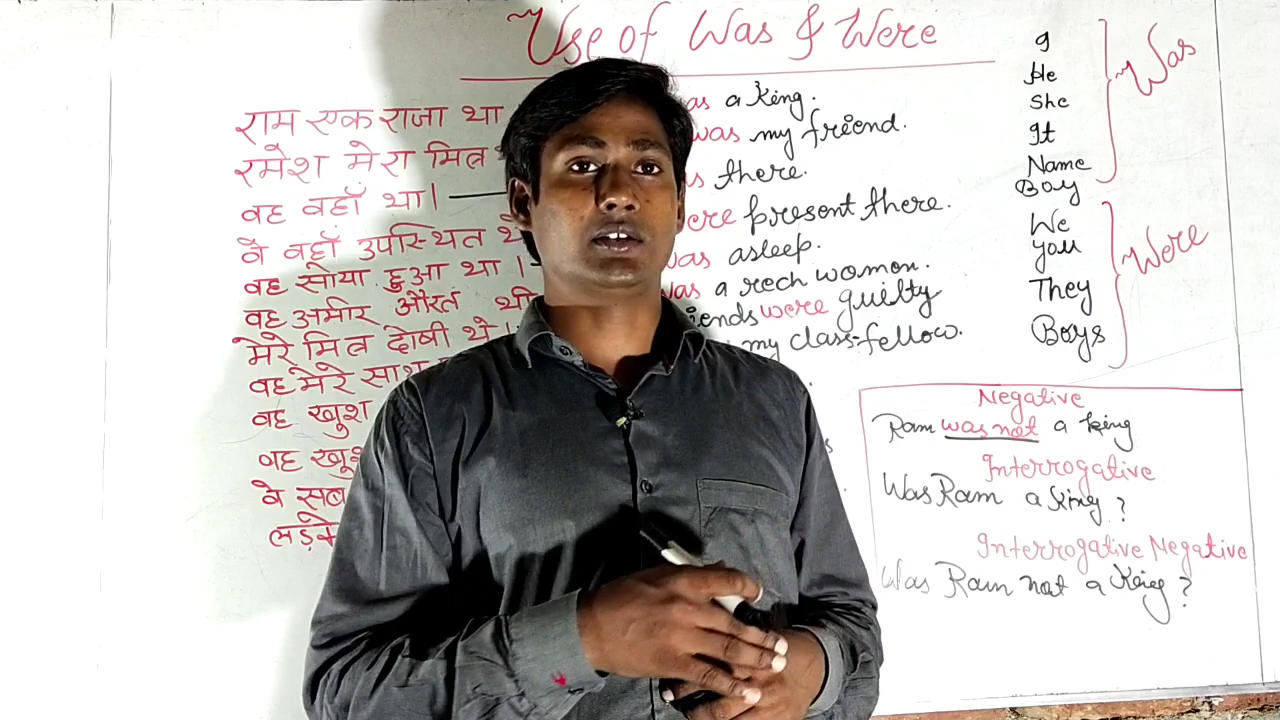 Use of Was & Were
राम एक राजा था
as a King.
रमेश मेरा मित्र
was my friend.
वह वहाँ था।
there.
वे वहाँ उपस्थित थे
ere present there.
वह सोया हुआ था।
was asleep.
वह अमीर औरत थी
was a rech women.
मेरे मित्र दोषी थे।
iends were guilty
वह मेरे साथ
my class-fellow.
वह खुश
वह खुश
वे सब
लड़के
I
He
She
It
Name
Boy
Was
We
you
They
Boys
Were
Negative
Ram was not a king
Interrogative
Was Ram a King ?
Interrogative Negative
Was Ram not a King ?